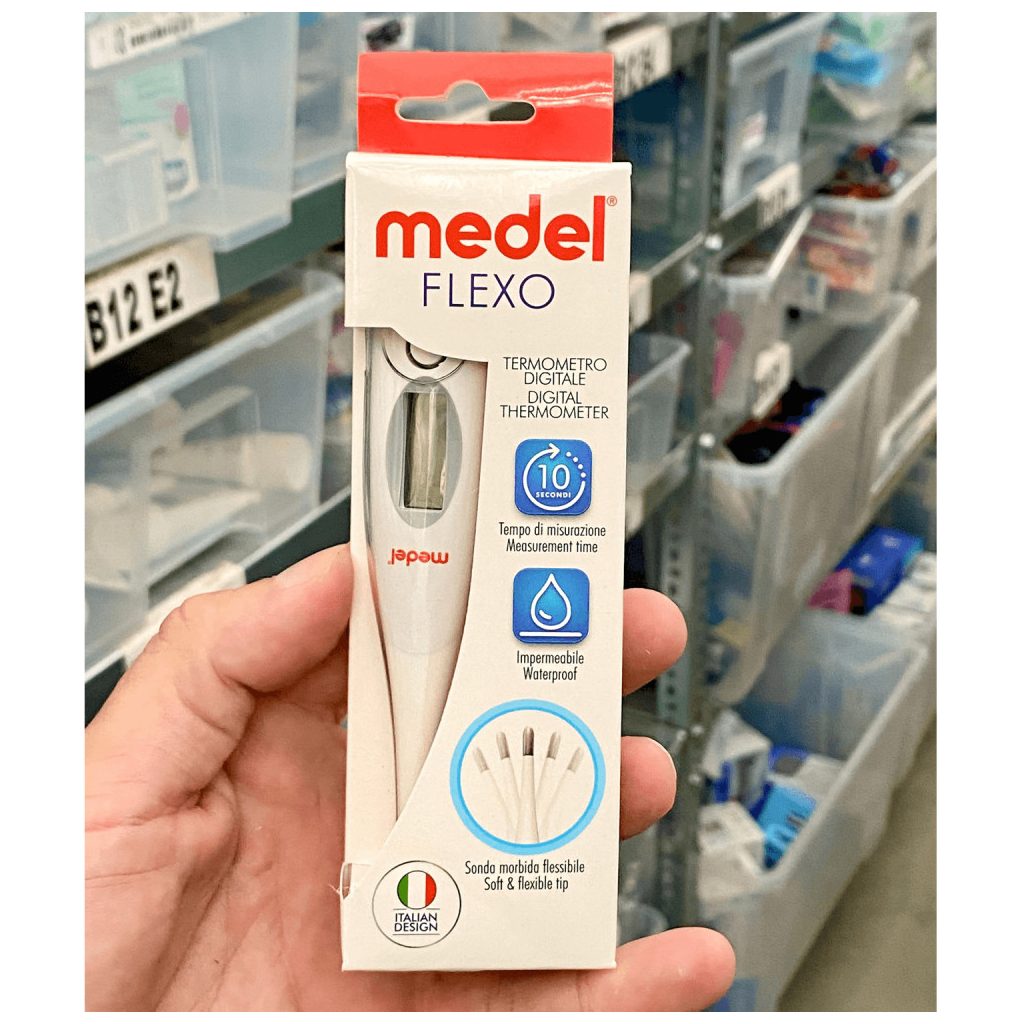 medel®
FLEXO
TERMOMETRO
DIGITALE
DIGITAL
THERMOMETER
10
SECONDI
Tempo di misurazione
Measurement time
medel®
Impermeabile
Waterproof
Sonda morbida flessibile
Soft & flexible tip
ITALIAN
DESIGN
B12 E2